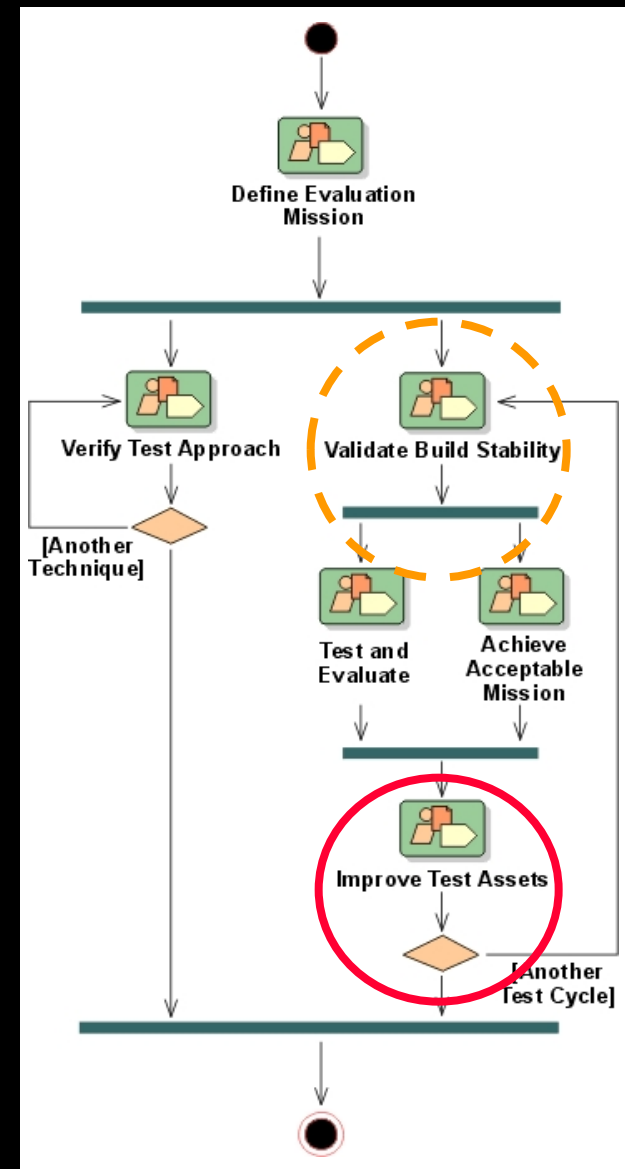 Define Evaluation
Mission
Verify Test Approach
Validate Build Stability
[Another
Technique]
Test and
Evaluate
Achieve
Acceptable
Mission
Improve Test Assets
[Another
Test Cycle]